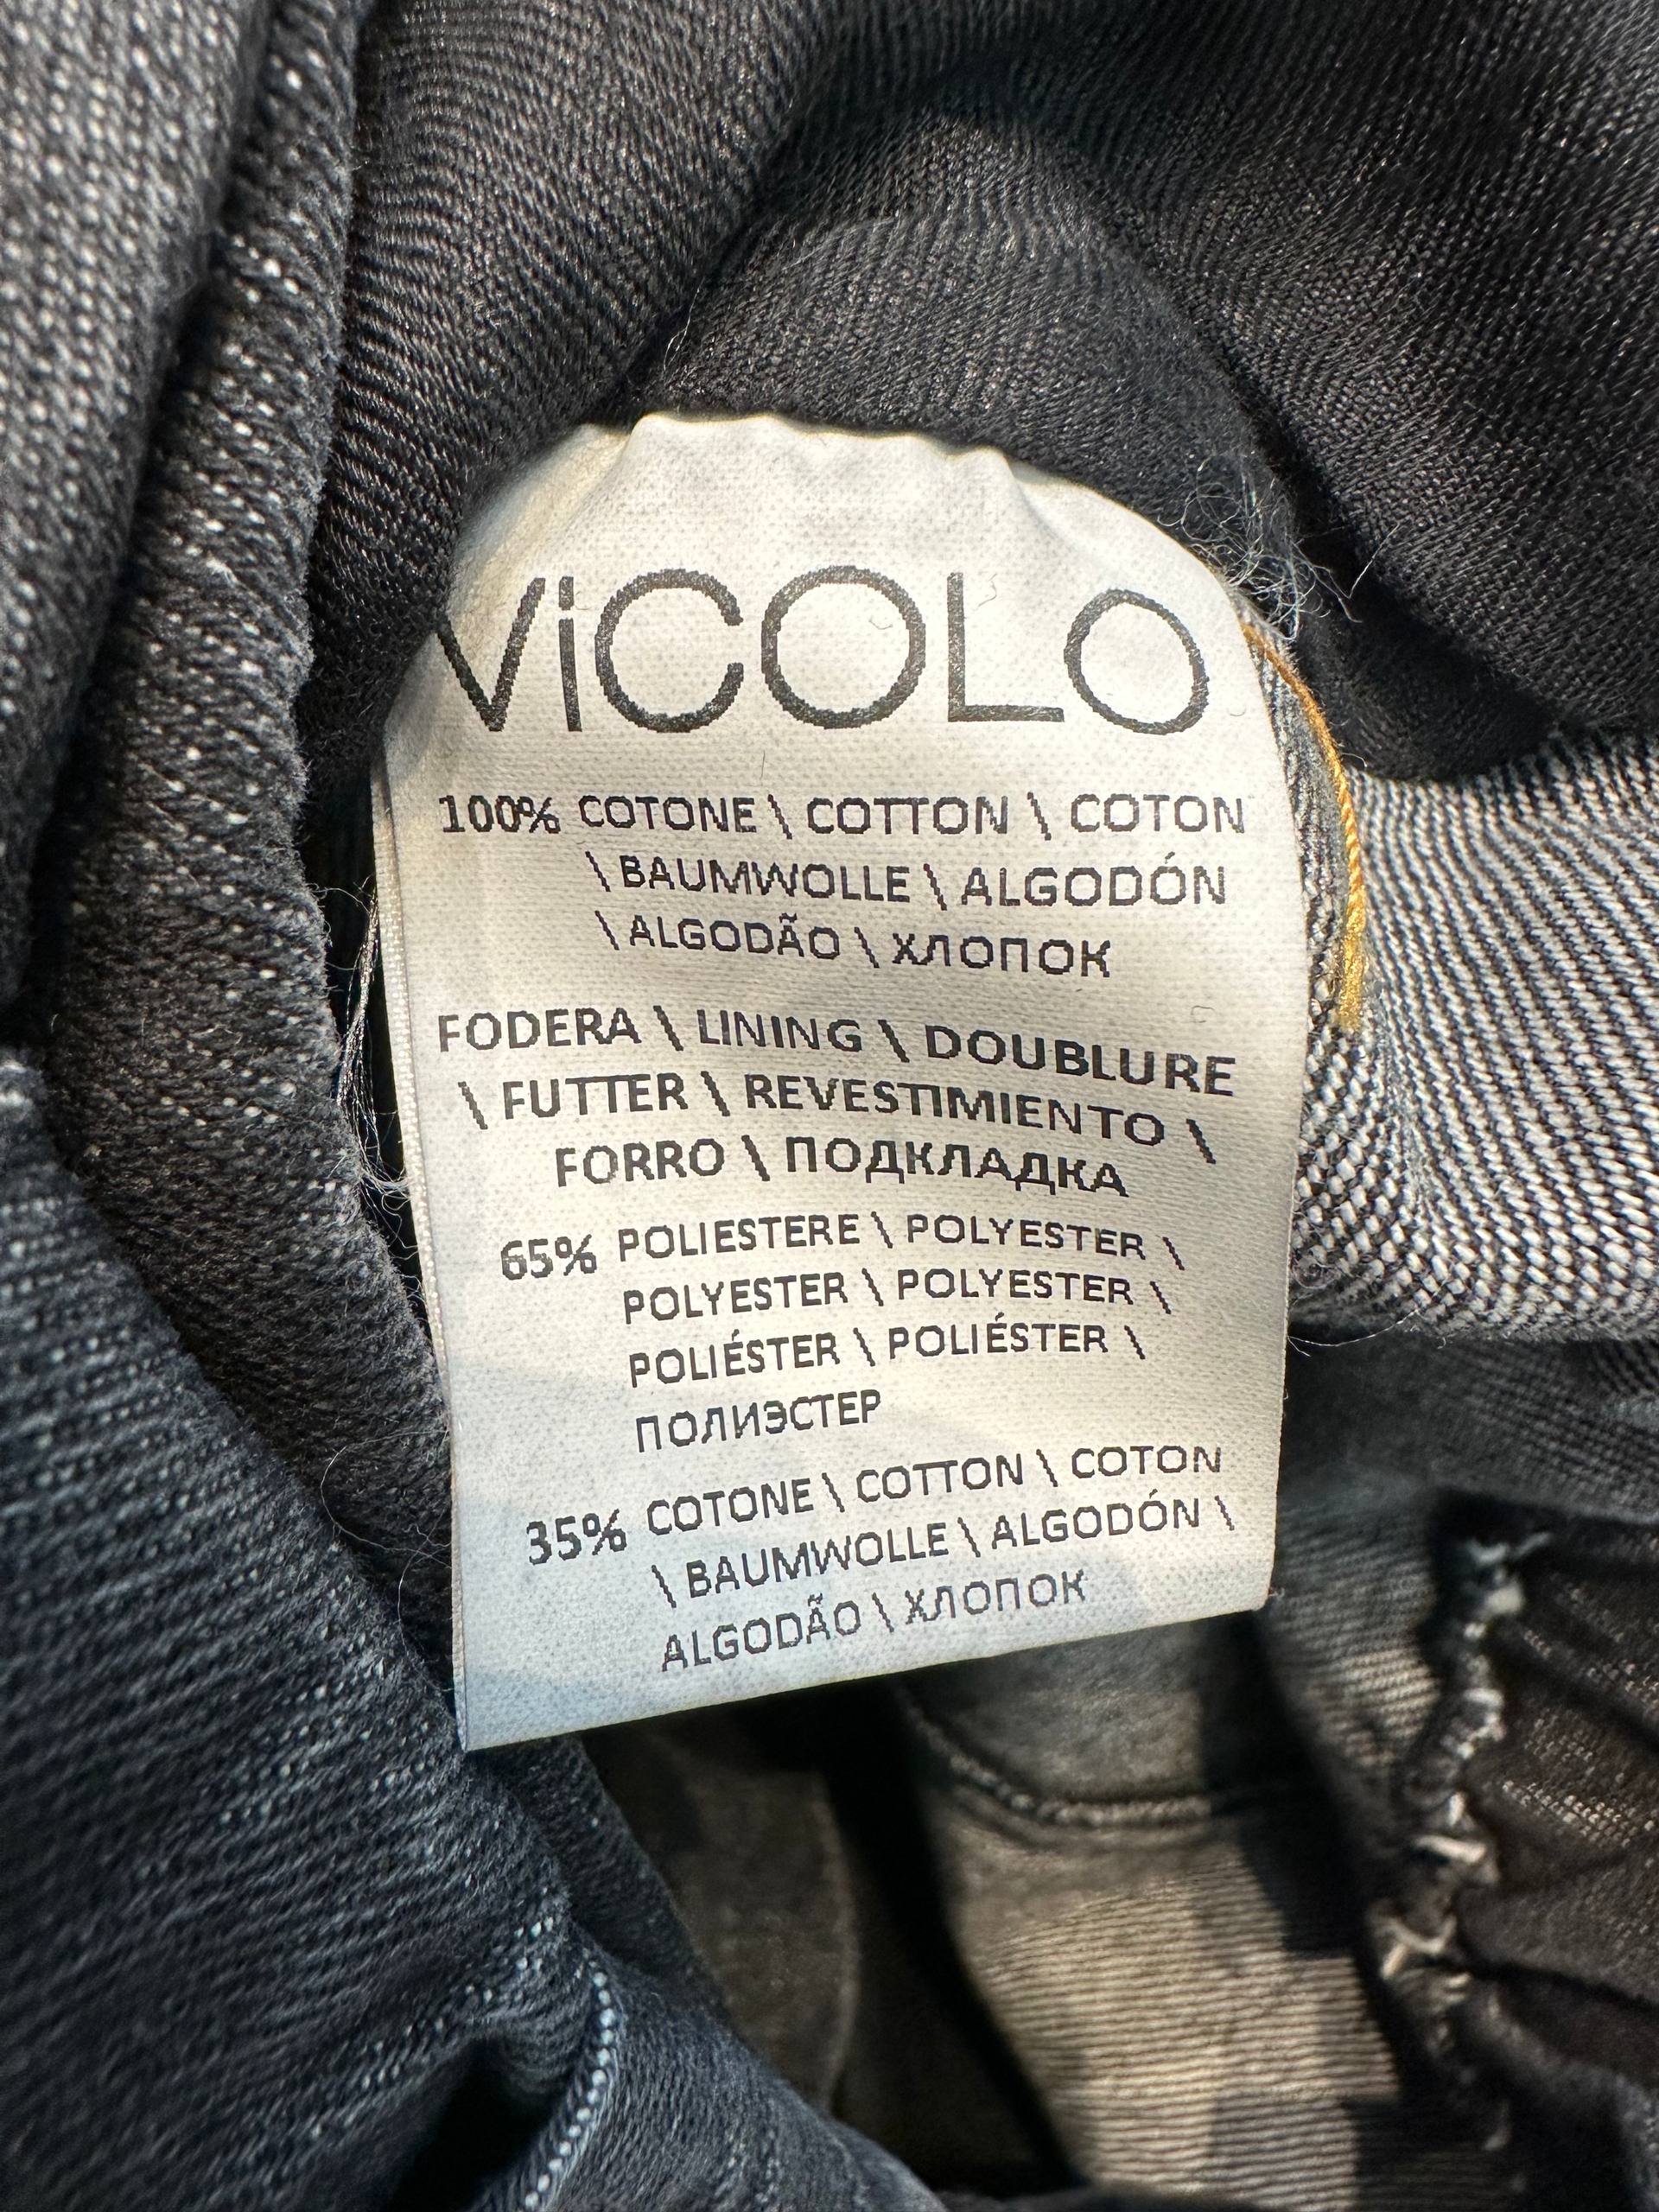 ViCOLO
100% COTONE \ COTTON \ COTON
\ BAUMWOLLE \ ALGODÓN
\ ALGODÃO \ ХЛОПОК
FODERA \ LINING \ DOUBLURE
\ FUTTER \ REVESTIMIENTO \
FORRO \ ПОДКЛАДКА
65% POLIESTERE \ POLYESTER \
POLYESTER \ POLYESTER \
POLIÉSTER \ POLIÉSTER \
ПОЛИЭСТЕР
35% COTONE \ COTTON \ COTON
\ BAUMWOLLE \ ALGODÓN \
ALGODÃO \ ХЛОПОК